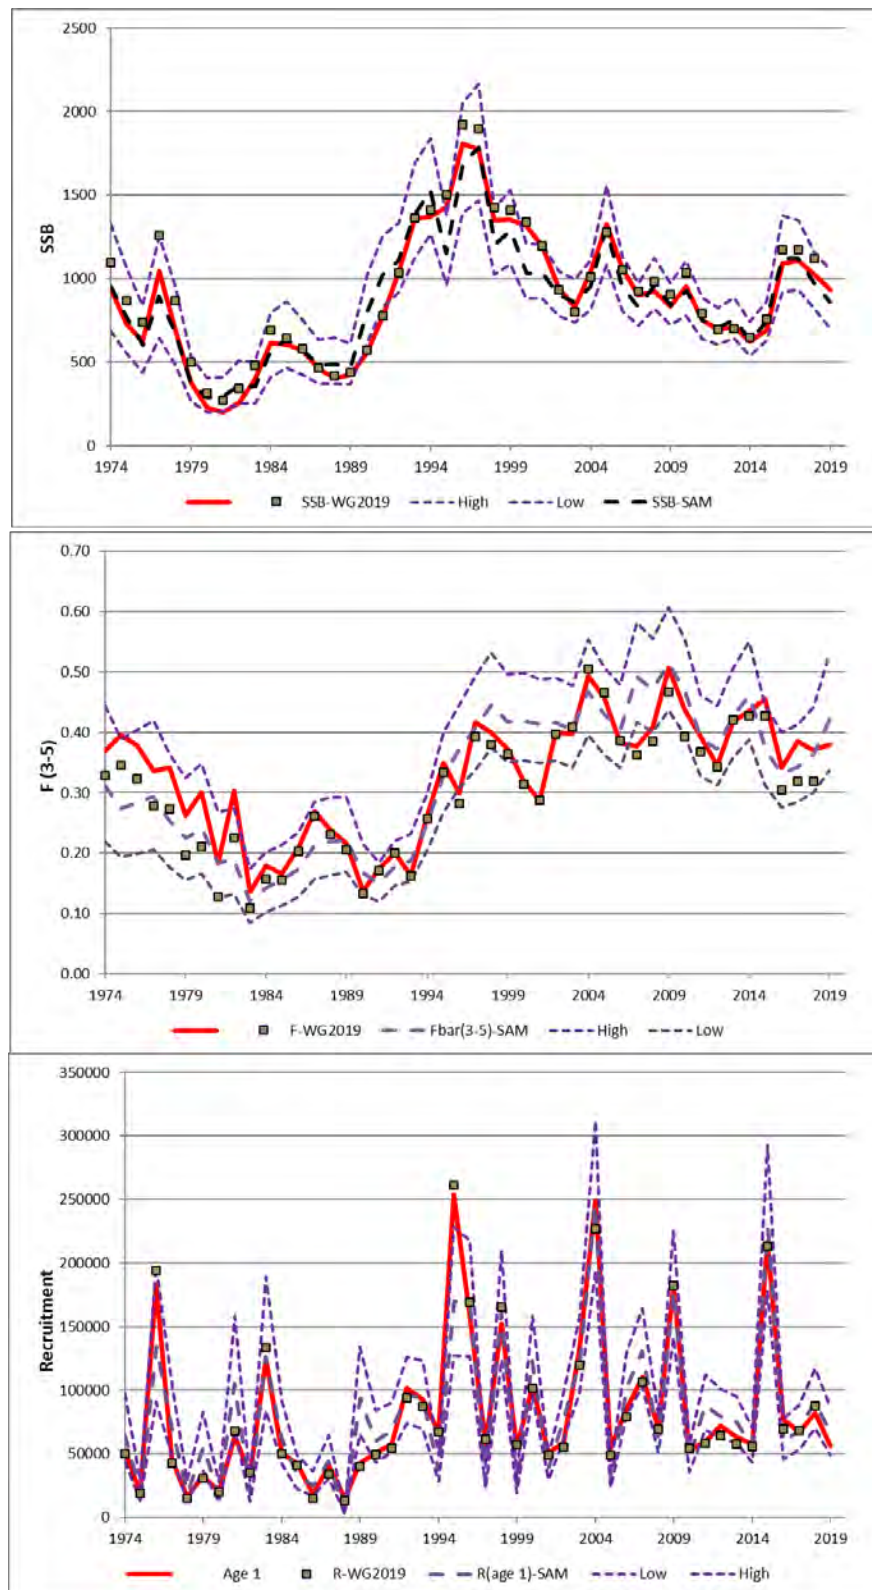 2500
2000
1500
1000
500
0
SSB
1974 1979 1984 1989 1994 1999 2004 2009 2014 2019
SSB-WG2019 High Low SSB-SAM
0.70
0.60
0.50
0.40
0.30
0.20
0.10
0.00
F (3-5)
1974 1979 1984 1989 1994 1999 2004 2009 2014 2019
F-WG2019 Fbar(3-5)-SAM High Low
350000
300000
250000
200000
150000
100000
50000
0
Recruitment
1974 1979 1984 1989 1994 1999 2004 2009 2014 2019
Age 1 R-WG2019 R(age 1)-SAM Low High